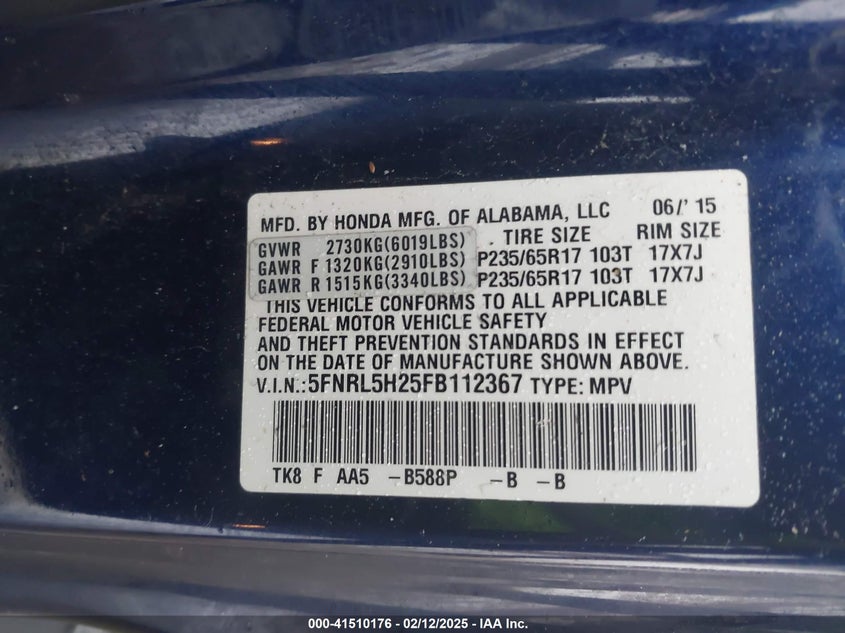 MFD. BY HONDA MFG. OF ALABAMA, LLC 06/' 15
GVWR 2730KG(6019LBS) TIRE SIZE RIM SIZE
GAWR F 1320KG(2910LBS) P235/65R17 103T 17X7J
GAWR R 1515KG(3340LBS) P235/65R17 103T 17X7J
THIS VEHICLE CONFORMS TO ALL APPLICABLE
FEDERAL MOTOR VEHICLE SAFETY
AND THEFT PREVENTION STANDARDS IN EFFECT
ON THE DATE OF MANUFACTURE SHOWN ABOVE.
V.I.N.:5FNRL5H25FB112367 TYPE: MPV
TK8 F AA5 -B588P -B -B
000-41510176 - 02/12/2025 - IAA Inc.